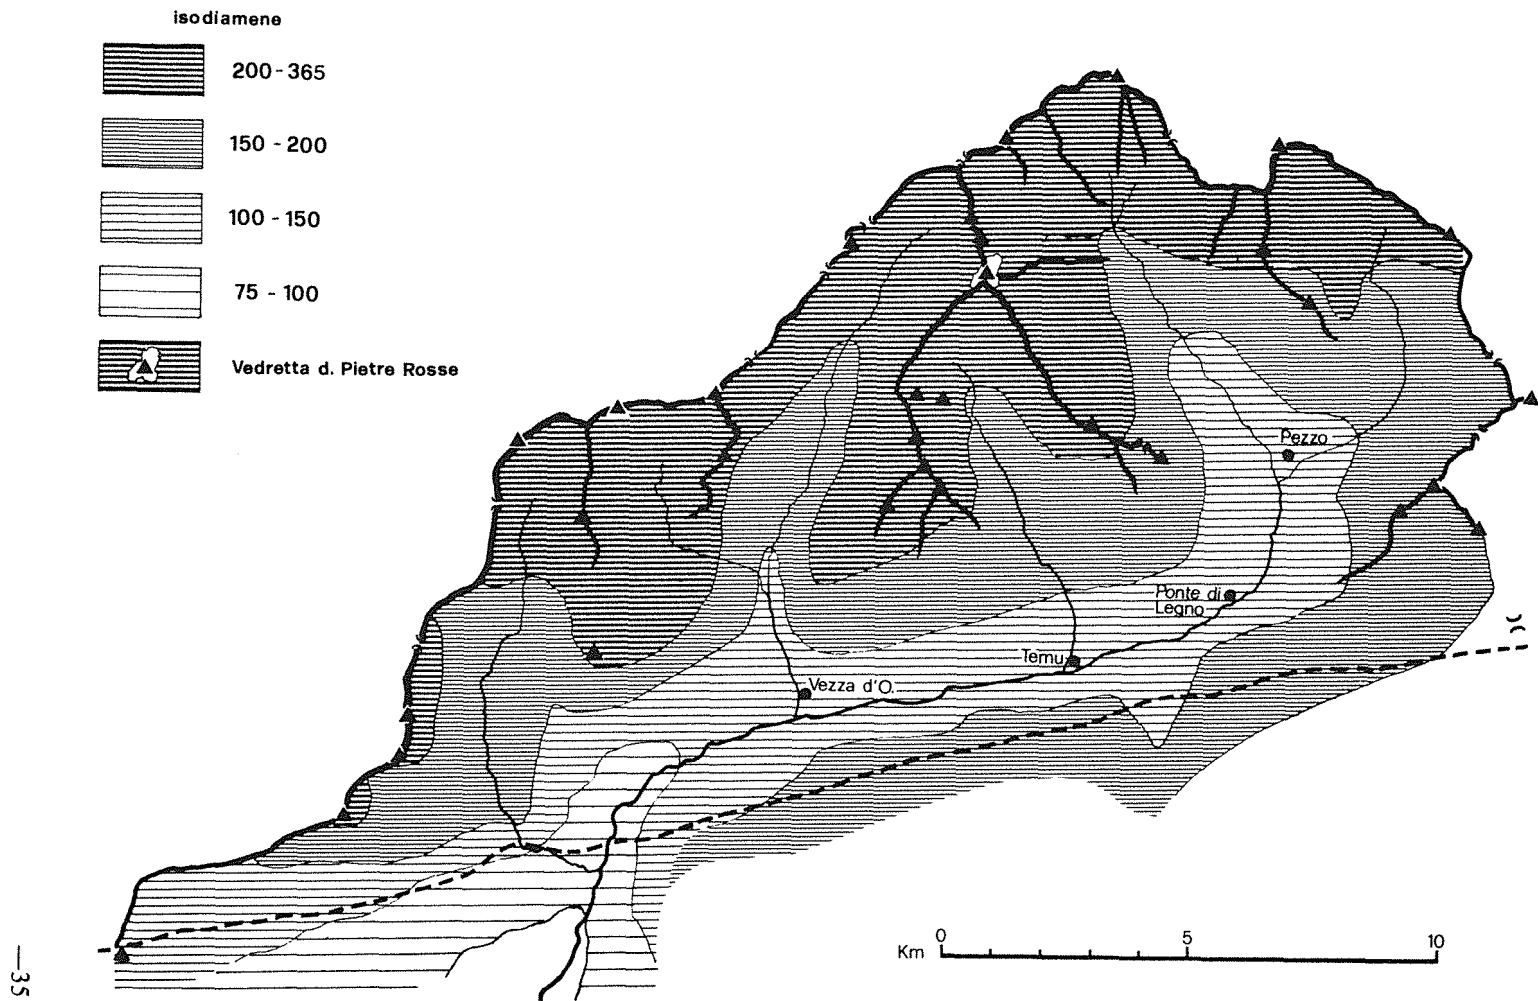 isodiamene
200-365
150-200
100-150
75-100
Vedretta d. Pietre Rosse
Pezzo
Ponte di
Legno
Temu
Vezza d'O.
Km
0
5
10
—35